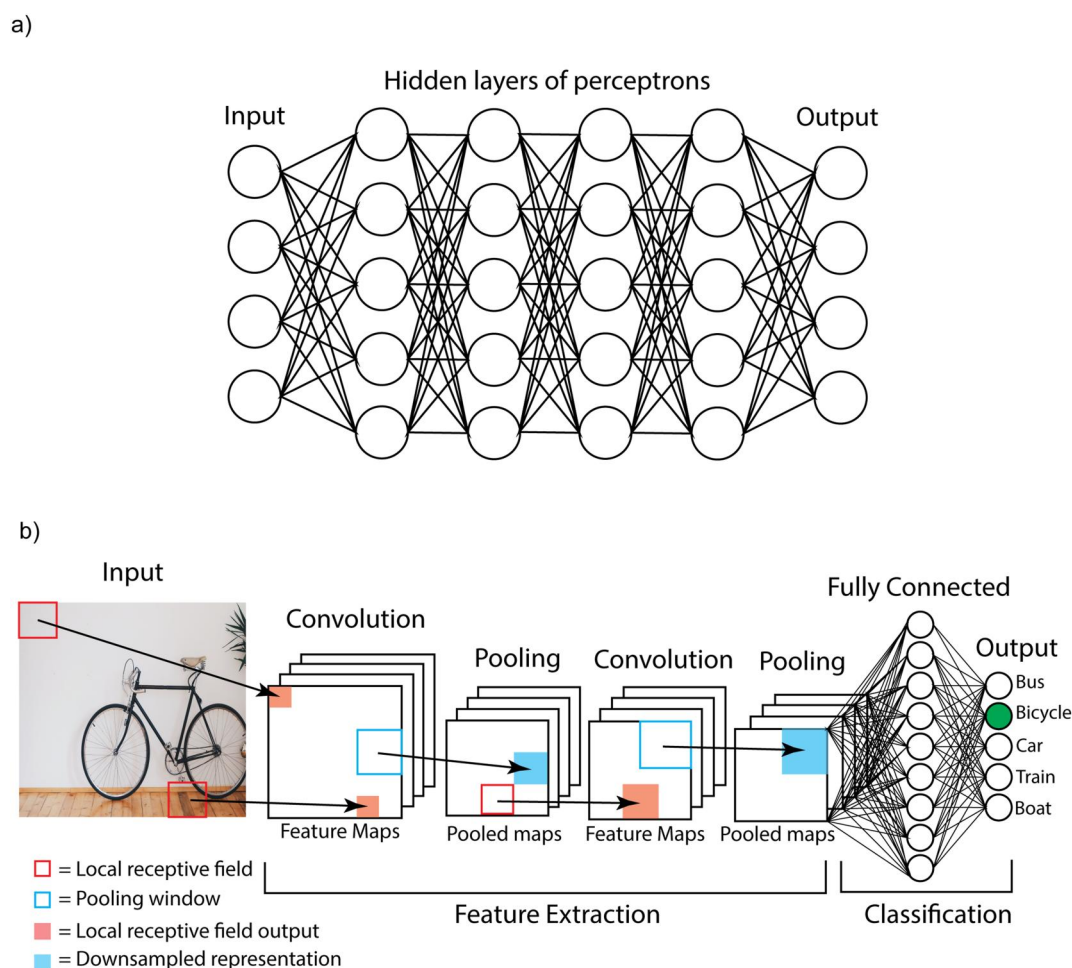 a)
Hidden layers of perceptrons
Input
Output
b)
Input
Convolution
Pooling
Convolution
Pooling
Fully Connected
Output
Bus
Bicycle
Car
Train
Boat
Feature Maps
Pooled maps
Feature Maps
Pooled maps
= Local receptive field
= Pooling window
= Local receptive field output
= Downsampled representation
Feature Extraction
Classification